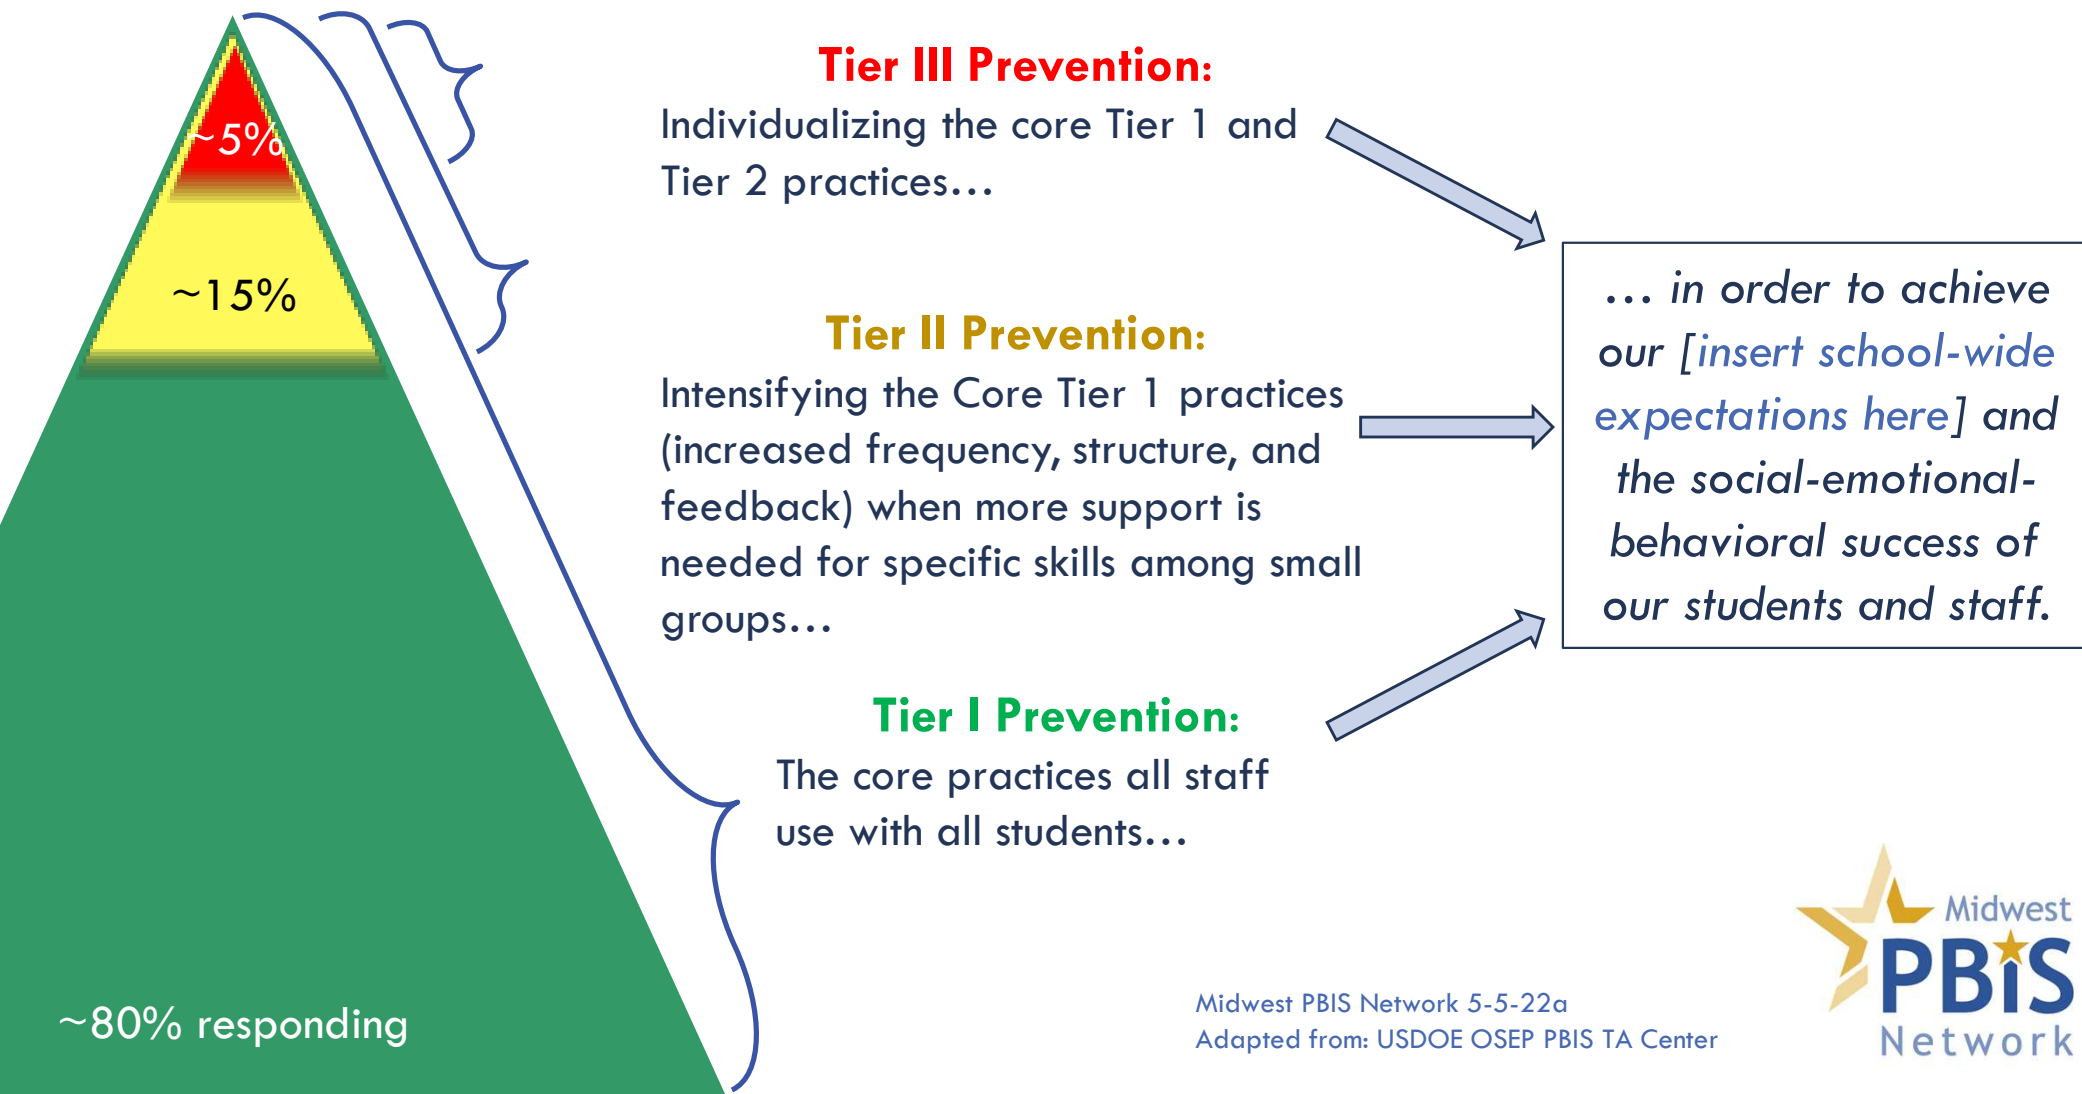 ~5%
~15%
~80% responding
Tier III Prevention:
Individualizing the core Tier 1 and
Tier 2 practices...
Tier II Prevention:
Intensifying the Core Tier 1 practices
(increased frequency, structure, and
feedback) when more support is
needed for specific skills among small
groups...
Tier I Prevention:
The core practices all staff
use with all students...
... in order to achieve
our [insert school-wide
expectations here] and
the social-emotional-
behavioral success of
our students and staff.
Midwest PBIS Network 5-5-22a
Adapted from: USDOE OSEP PBIS TA Center
Midwest
PBiS
Network